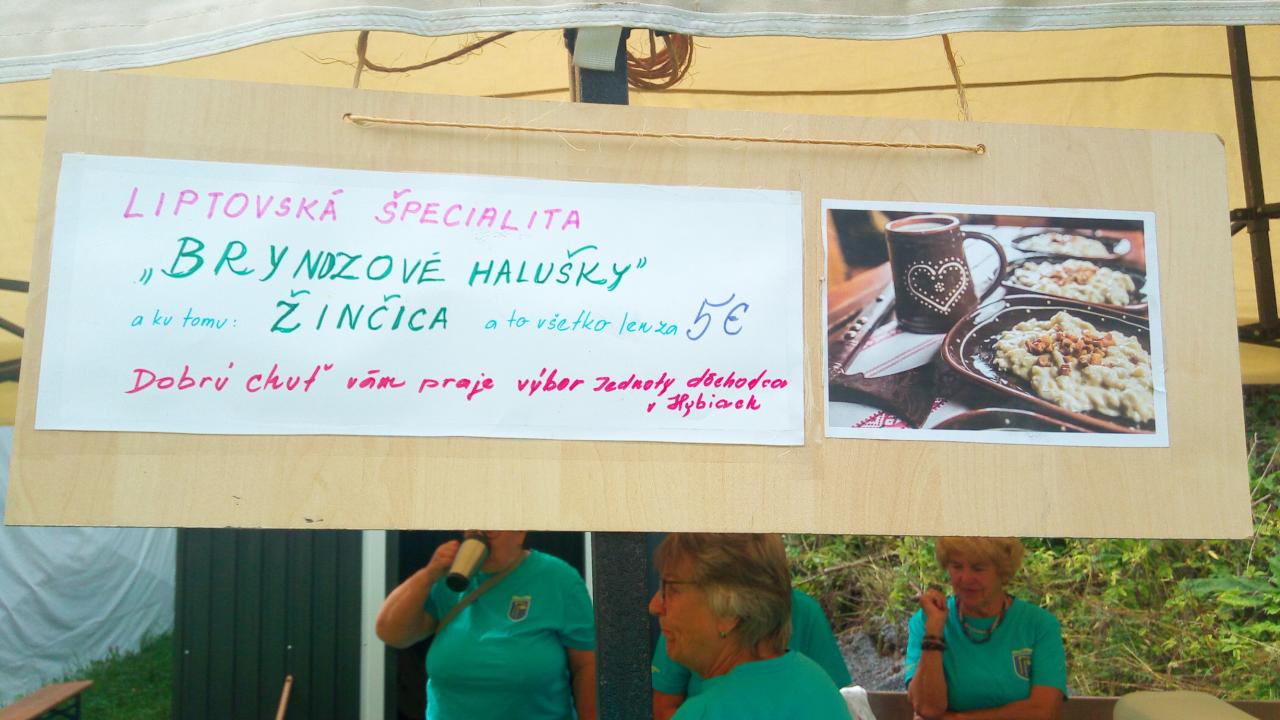 LIPTOVSKÁ ŠPECIALITA
„BRYNDZOVÉ HALUŠKY”
a ku tomu: ŽINČICA a to všetko len za 5€
Dobrú chuť vám praje výbor Jednoty dôchodcov
v Hybiach